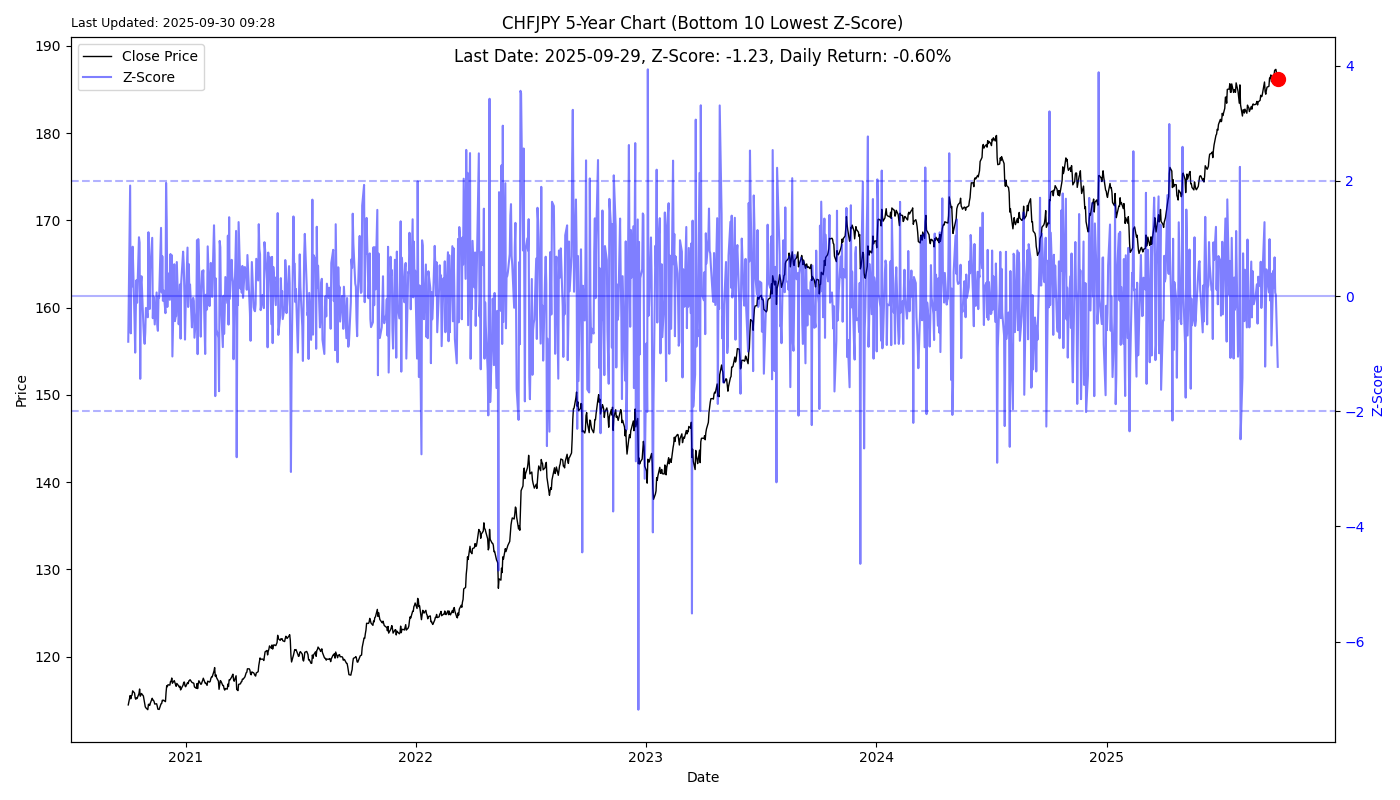 Last Updated: 2025-09-30 09:28
CHFJPY 5-Year Chart (Bottom 10 Lowest Z-Score)
Last Date: 2025-09-29, Z-Score: -1.23, Daily Return: -0.60%
Close Price
Z-Score
Price
190
180
170
160
150
140
130
120
4
2
0
−2
−4
−6
Z-Score
2021
2022
2023
2024
2025
Date